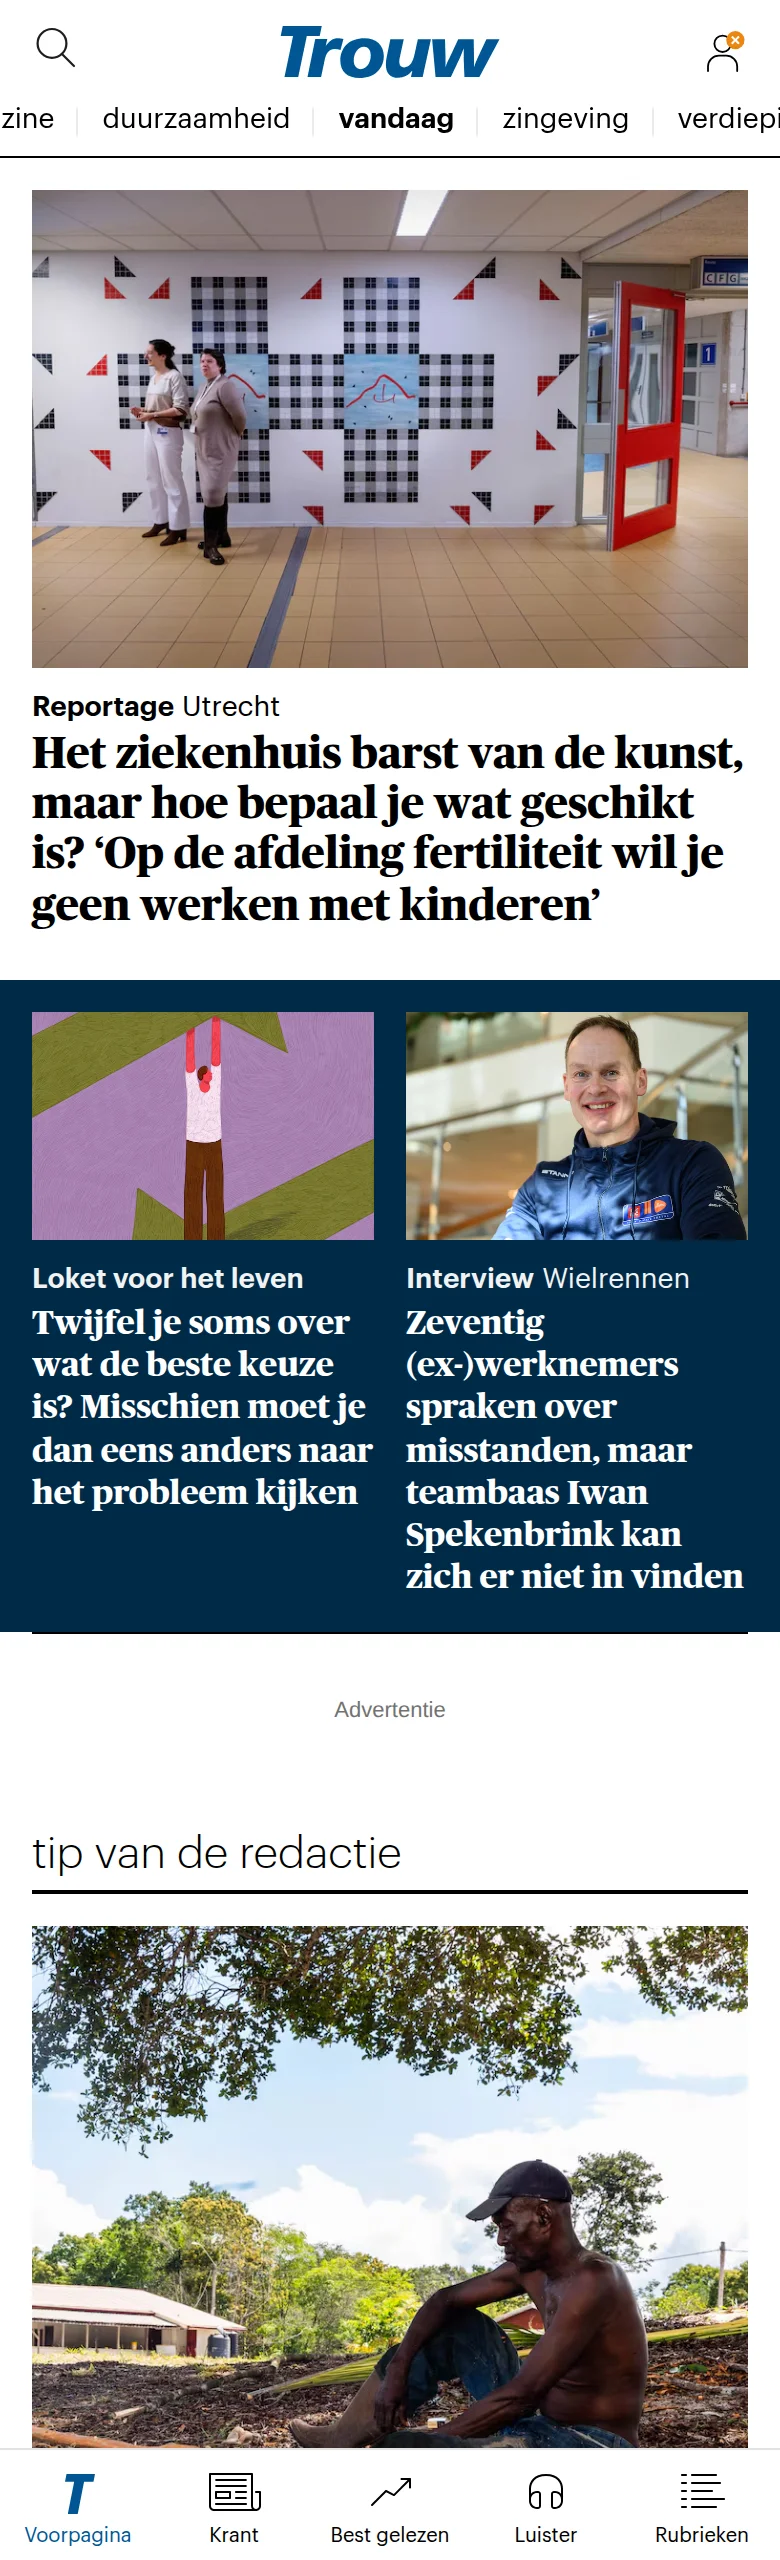 Trouw
zine
duurzaamheid
vandaag
zingeving
verdiepi
C F G
1
Reportage Utrecht
Het ziekenhuis barst van de kunst,
maar hoe bepaal je wat geschikt
is? ‘Op de afdeling fertiliteit wil je
geen werken met kinderen’
Loket voor het leven
Twijfel je soms over
wat de beste keuze
is? Misschien moet je
dan eens anders naar
het probleem kijken
Interview Wielrennen
Zeventig
(ex-)werknemers
spraken over
misstanden, maar
teambaas Iwan
Spekenbrink kan
zich er niet in vinden
Advertentie
tip van de redactie
T
Voorpagina
Krant
Best gelezen
Luister
Rubrieken